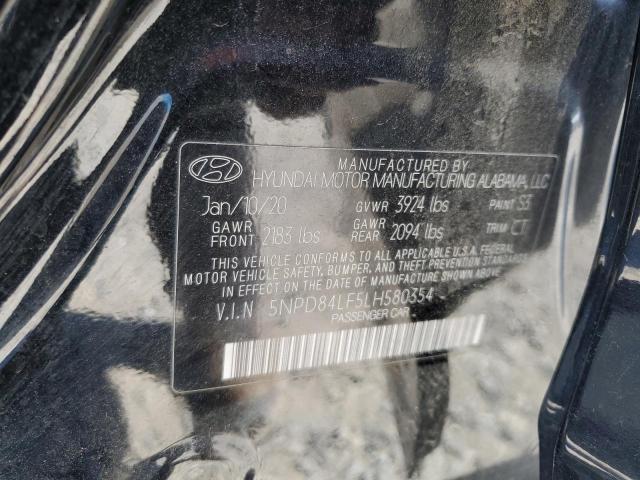 MANUFACTURED BY
HYUNDAI MOTOR MANUFACTURING ALABAMA, LLC
Jan/10/20 GVWR 3924 lbs PAINT S3
GAWR FRONT 2183 lbs GAWR REAR 2094 lbs TRIM CT
THIS VEHICLE CONFORMS TO ALL APPLICABLE U.S.A. FEDERAL
MOTOR VEHICLE SAFETY, BUMPER, AND THEFT PREVENTION STANDARDS
IN EFFECT ON THE DATE OF MANUFACTURE SHOWN ABOVE.
V.I.N 5NPD84LF5LH580354
PASSENGER CAR